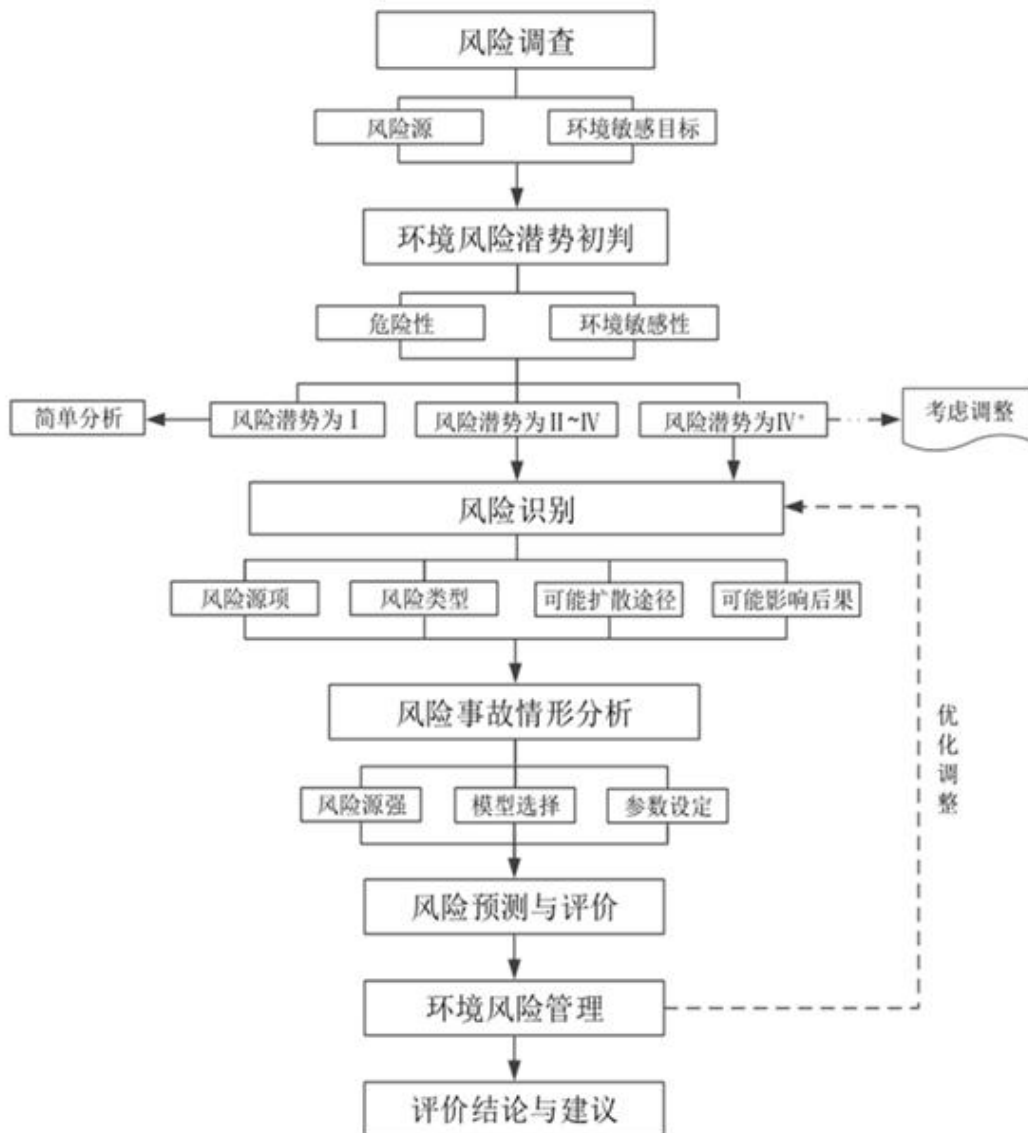 风险调查
风险源
环境敏感目标
环境风险潜势初判
危险性
环境敏感性
简单分析
风险潜势为Ⅰ
风险潜势为Ⅱ~Ⅳ
风险潜势为Ⅳ+
考虑调整
风险识别
风险源项
风险类型
可能扩散途径
可能影响后果
风险事故情形分析
优化调整
风险源强
模型选择
参数设定
风险预测与评价
环境风险管理
评价结论与建议